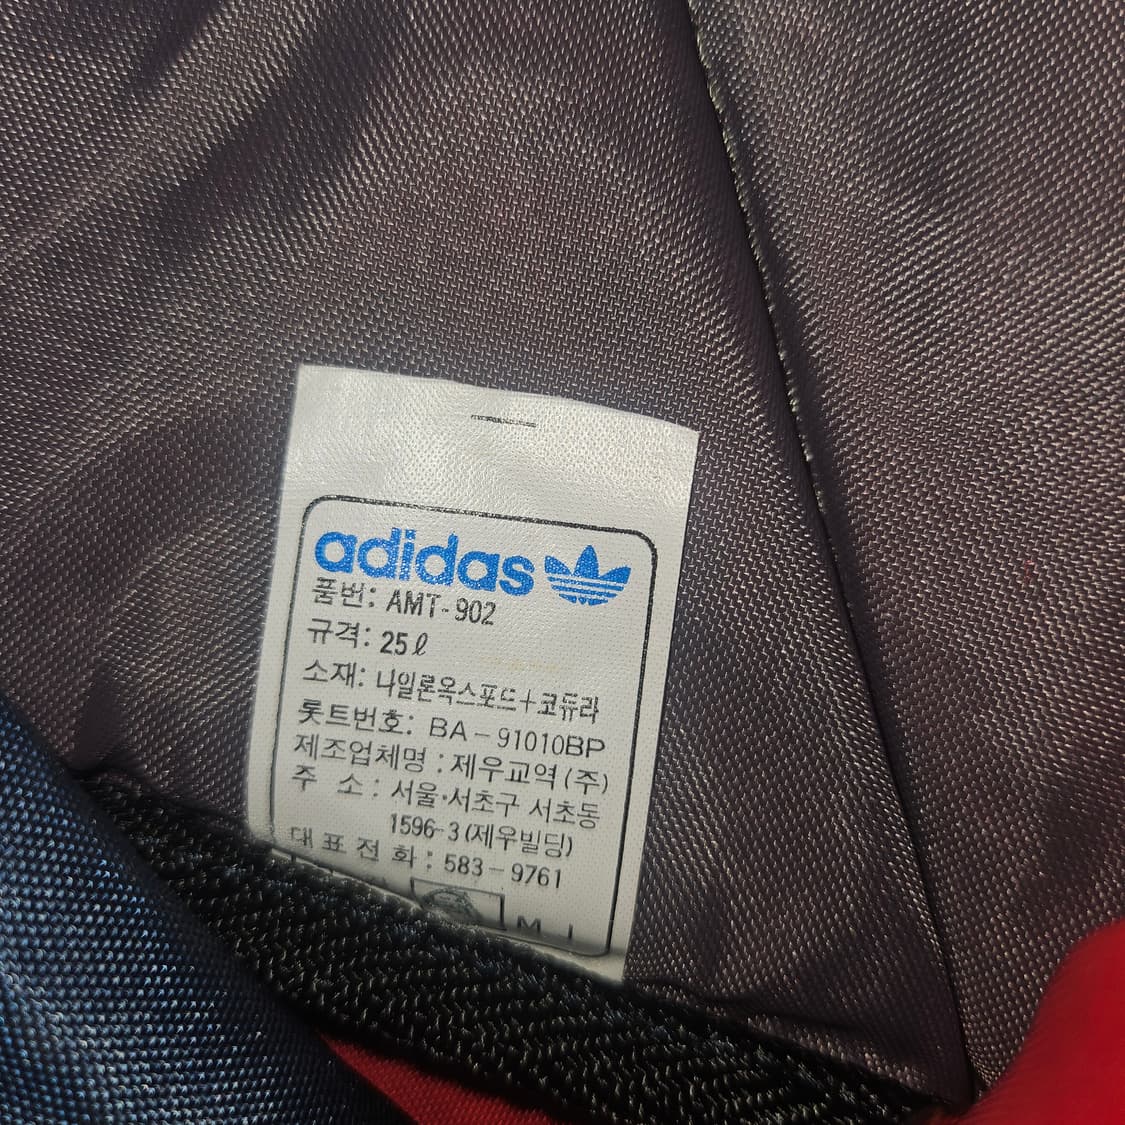 adidas
품번: AMT-902
규격: 25ℓ
소재: 나일론옥스포드+코듀라
롯트번호: BA-91010BP
제조업체명: 제우교역(주)
주 소: 서울·서초구 서초동
1596-3(제우빌딩)
대표전화: 583-9761